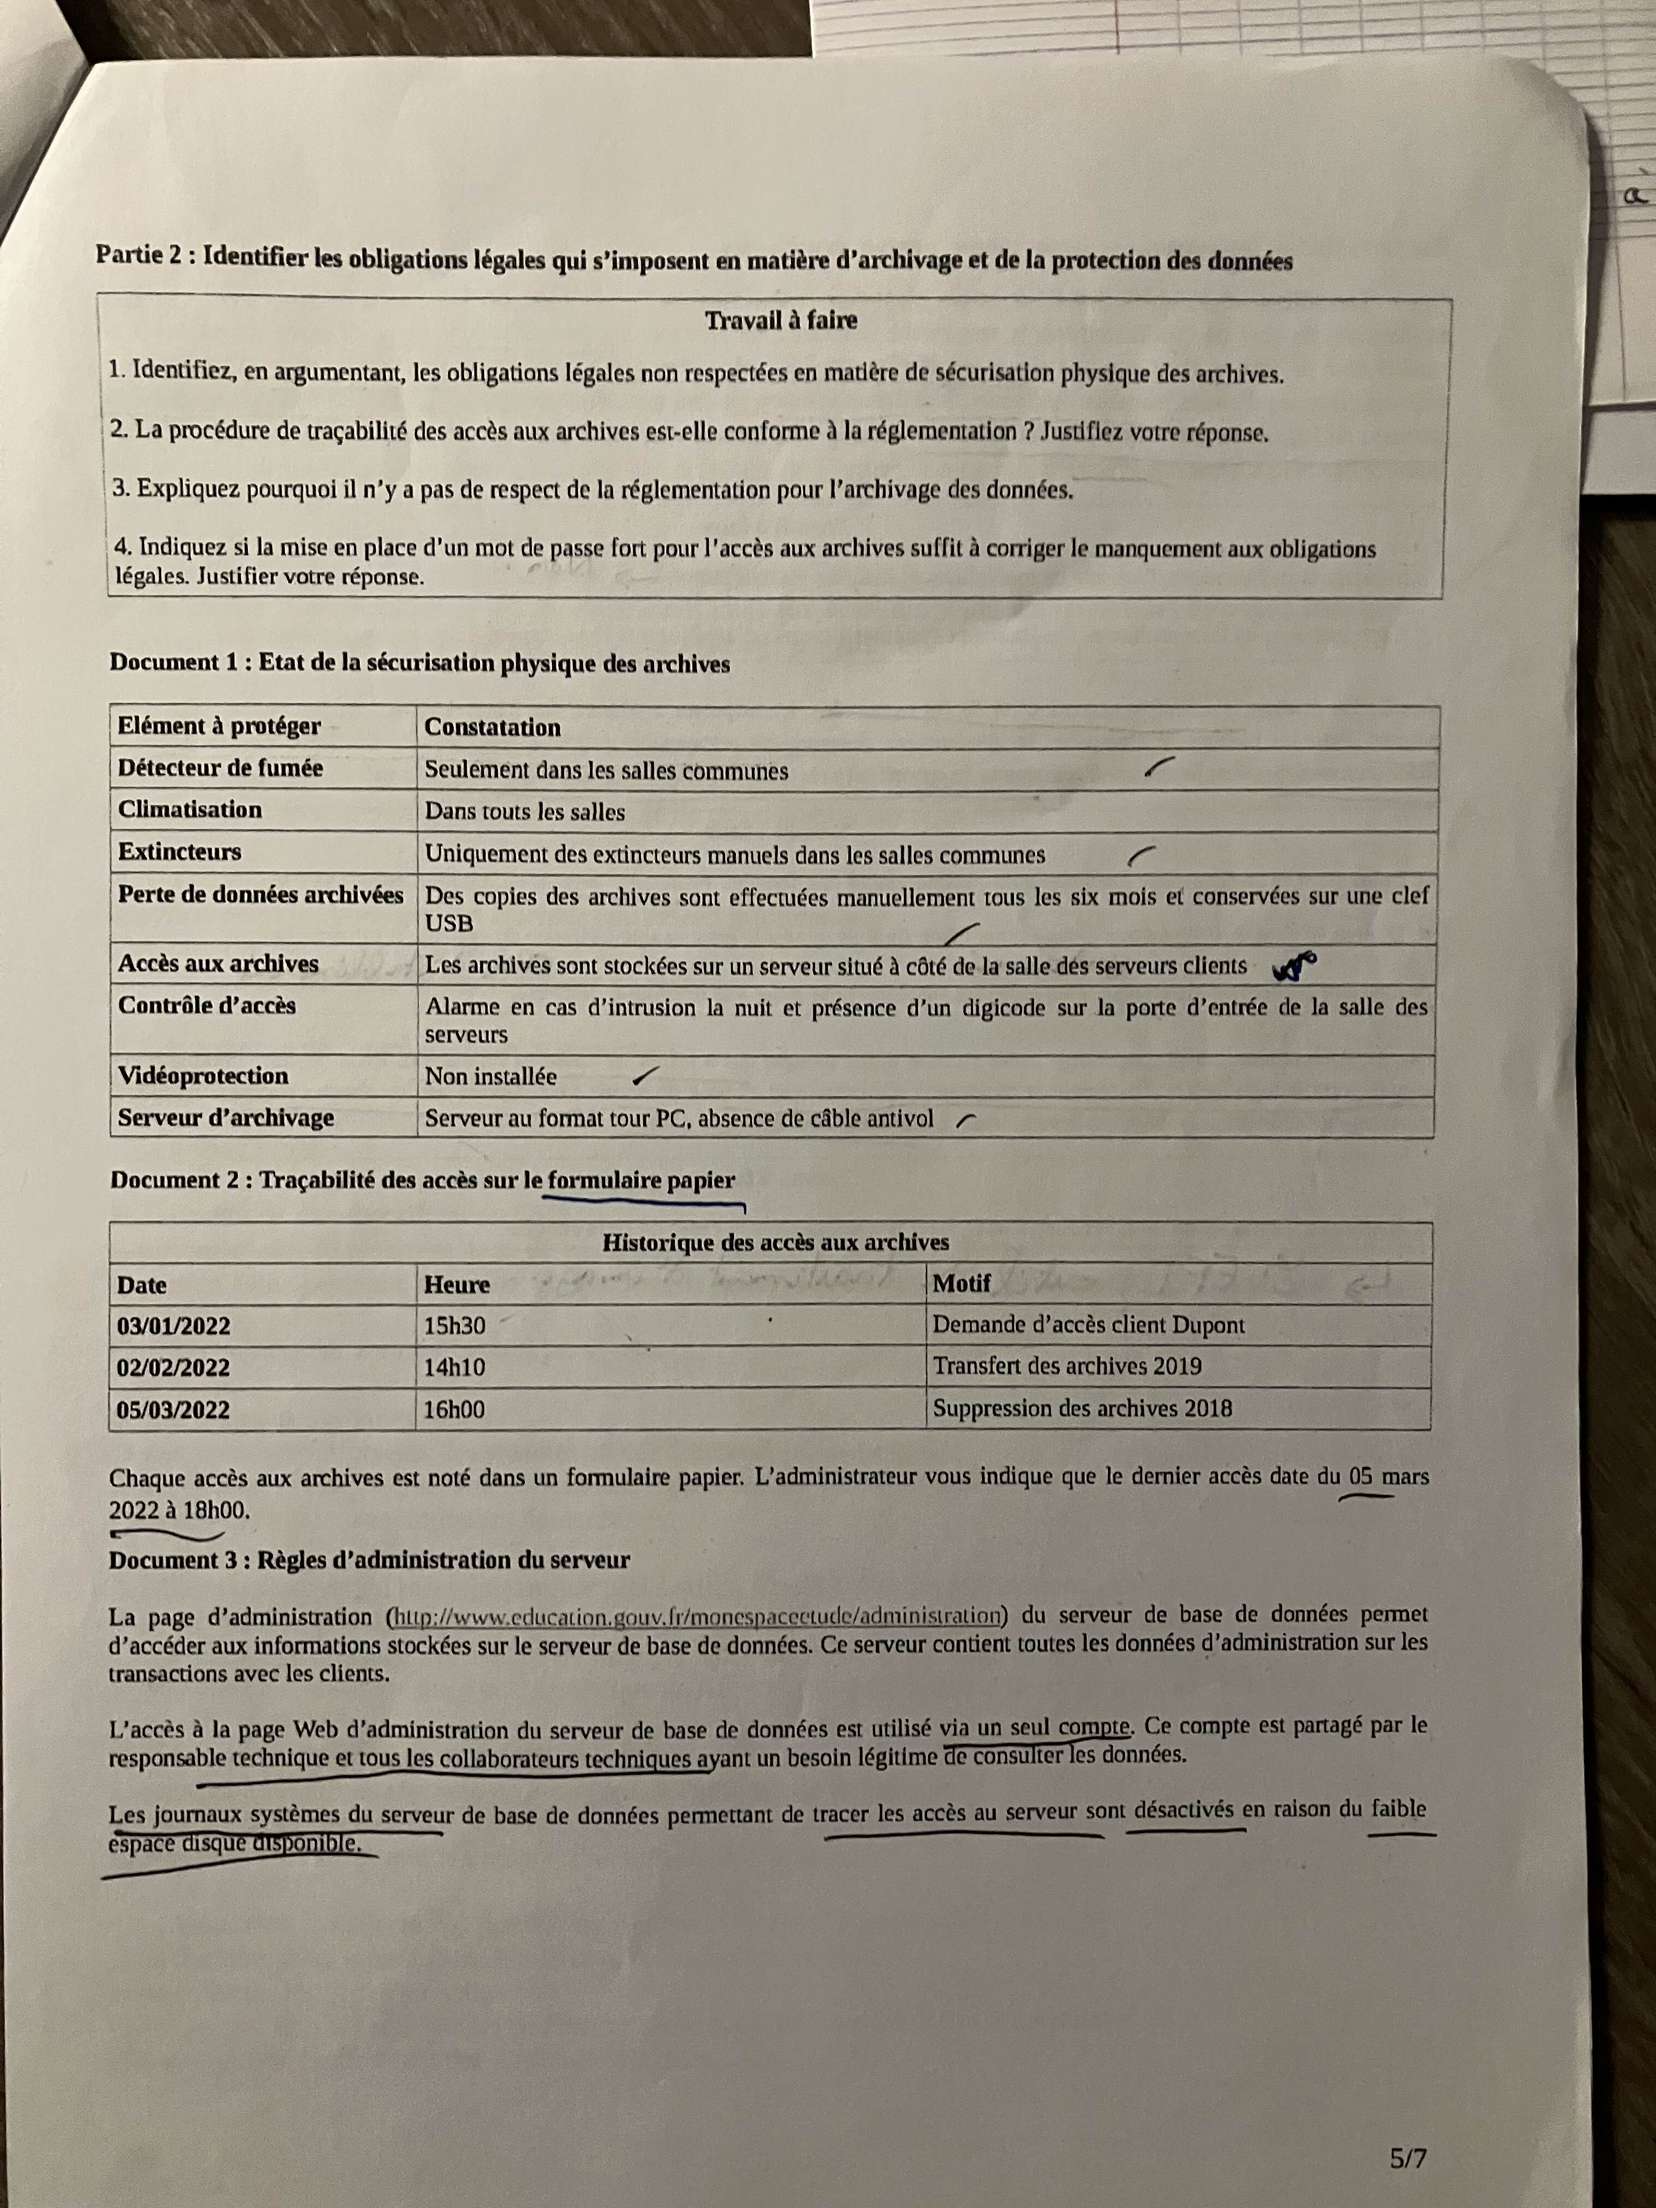 à
Partie 2 : Identifier les obligations légales qui s'imposent en matière d'archivage et de la protection des données
Travail à faire
1. Identifiez, en argumentant, les obligations légales non respectées en matière de sécurisation physique des archives.
2. La procédure de traçabilité des accès aux archives est-elle conforme à la réglementation ? Justifiez votre réponse.
3. Expliquez pourquoi il n'y a pas de respect de la réglementation pour l'archivage des données.
4. Indiquez si la mise en place d'un mot de passe fort pour l'accès aux archives suffit à corriger le manquement aux obligations
légales. Justifier votre réponse.
Document 1 : Etat de la sécurisation physique des archives
Elément à protéger Constatation
Détecteur de fumée Seulement dans les salles communes
Climatisation Dans touts les salles
Extincteurs Uniquement des extincteurs manuels dans les salles communes
Perte de données archivées Des copies des archives sont effectuées manuellement tous les six mois et conservées sur une clef
USB
Accès aux archives Les archives sont stockées sur un serveur situé à côté de la salle des serveurs clients
Contrôle d'accès Alarme en cas d'intrusion la nuit et présence d'un digicode sur la porte d'entrée de la salle des
serveurs
Vidéoprotection Non installée
Serveur d'archivage Serveur au format tour PC, absence de câble antivol
Document 2 : Traçabilité des accès sur le formulaire papier
Historique des accès aux archives
Date Heure Motif
03/01/2022 15h30 Demande d'accès client Dupont
02/02/2022 14h10 Transfert des archives 2019
05/03/2022 16h00 Suppression des archives 2018
Chaque accès aux archives est noté dans un formulaire papier. L'administrateur vous indique que le dernier accès date du 05 mars
2022 à 18h00.
Document 3 : Règles d'administration du serveur
La page d'administration (http://www.education.gouv.fr/monespaceetude/administration) du serveur de base de données permet
d'accéder aux informations stockées sur le serveur de base de données. Ce serveur contient toutes les données d'administration sur les
transactions avec les clients.
L'accès à la page Web d'administration du serveur de base de données est utilisé via un seul compte. Ce compte est partagé par le
responsable technique et tous les collaborateurs techniques ayant un besoin légitime de consulter les données.
Les journaux systèmes du serveur de base de données permettant de tracer les accès au serveur sont désactivés en raison du faible
espace disque disponible.
5/7